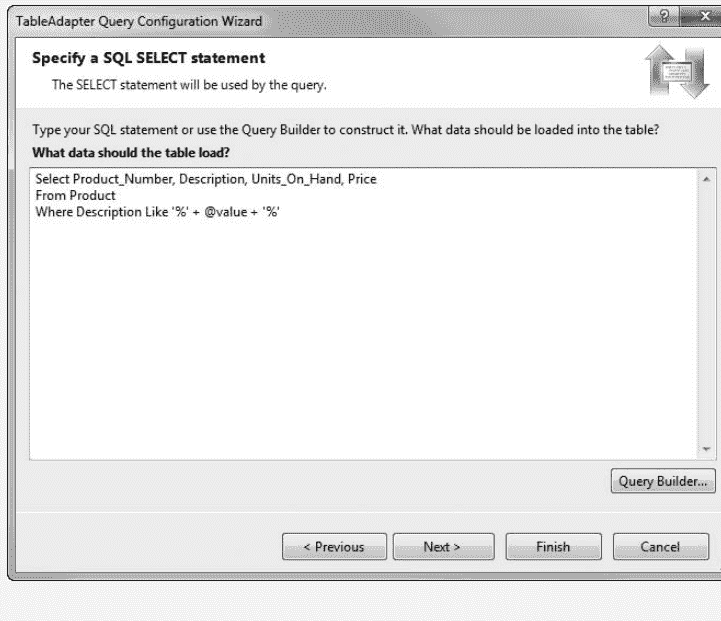 TableAdapter Query Configuration Wizard
Specify a SQL SELECT statement
The SELECT statement will be used by the query.
Type your SQL statement or use the Query Builder to construct it. What data should be loaded into the table?
What data should the table load?
Select Product_Number, Description, Units_On_Hand, Price
From Product
Where Description Like '%' + @value + '%'
Query Builder...
< Previous
Next >
Finish
Cancel